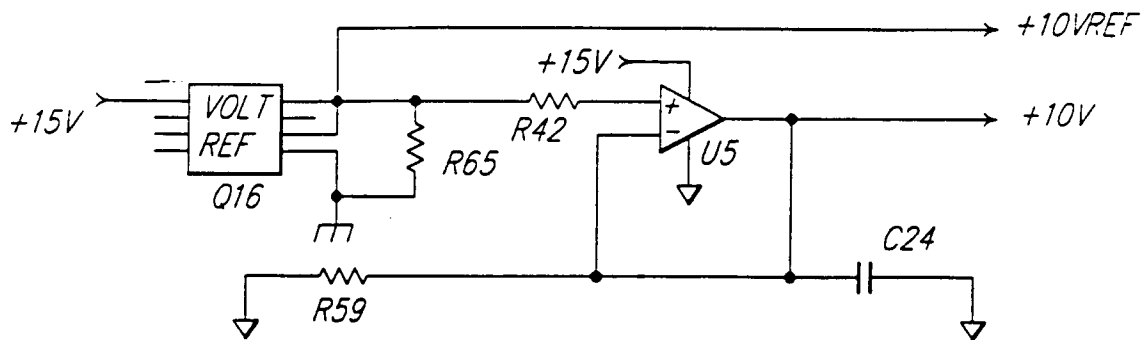 +10VREF
+15V
VOLT
+15V
+
R42
-
U5
+10V
REF
R65
Q16
C24
R59